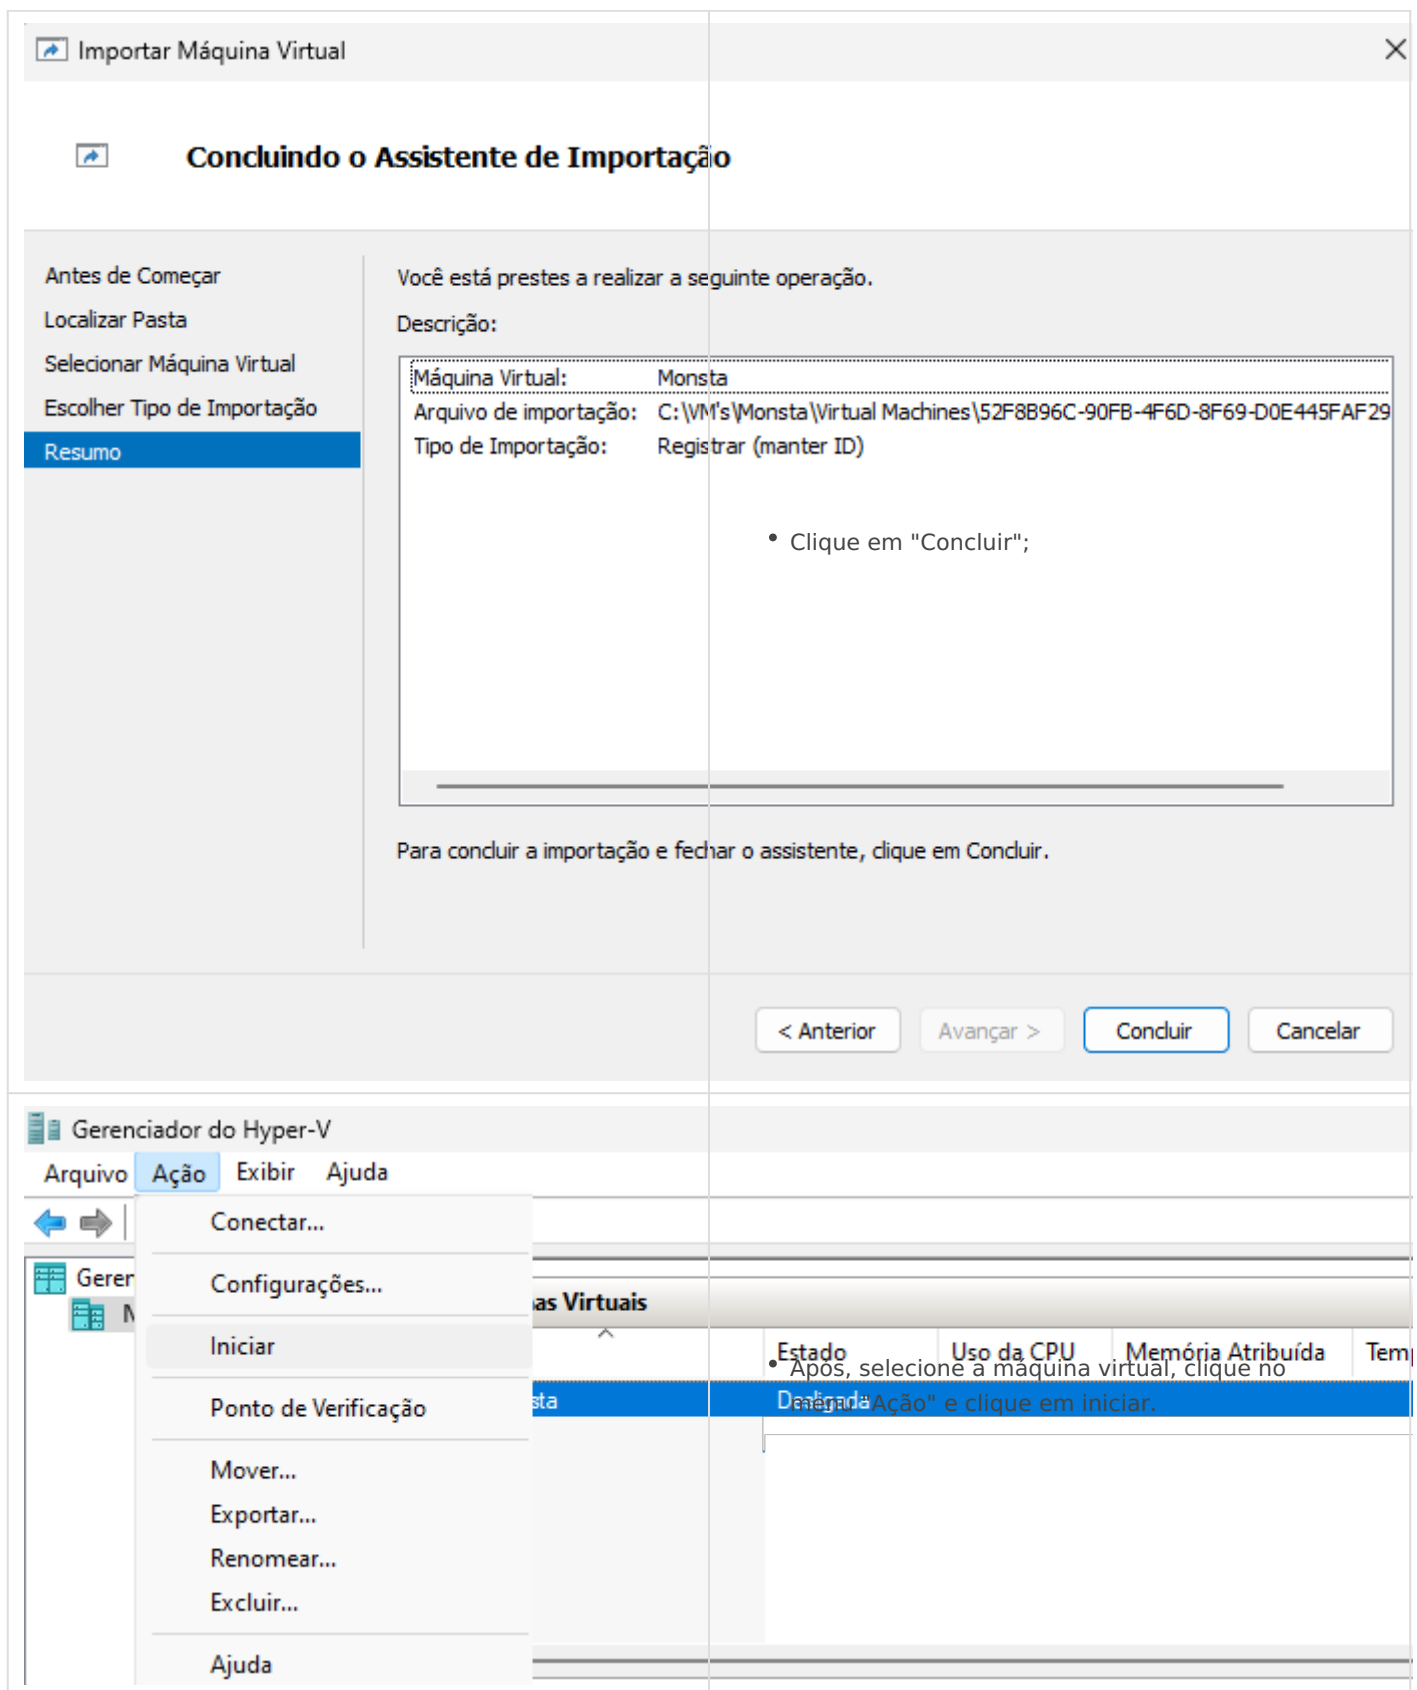 Importar Máquina Virtual
Concluindo o Assistente de Importação
Antes de Começar
Localizar Pasta
Selecionar Máquina Virtual
Escolher Tipo de Importação
Resumo
Você está prestes a realizar a seguinte operação.
Descrição:
Máquina Virtual: Monsta
Arquivo de importação: C:\VM's\Monsta\Virtual Machines\52F8B96C-90FB-4F6D-8F69-D0E445FAF29
Tipo de Importação: Registrar (manter ID)
• Clique em "Concluir";
Para concluir a importação e fechar o assistente, clique em Concluir.
< Anterior Avançar > Concluir Cancelar
Gerenciador do Hyper-V
Arquivo Ação Exibir Ajuda
Conectar...
Configurações...
Iniciar
Ponto de Verificação
Mover...
Exportar...
Renomear...
Excluir...
Ajuda
Geren
as Virtuais
Estado Uso da CPU Memória Atribuída Temp
sta Desligada
• Após, selecione a máquina virtual, clique no
menu "Ação" e clique em iniciar.